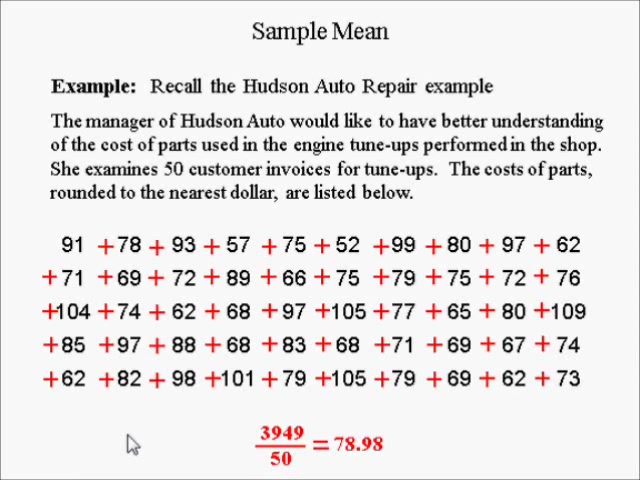 Sample Mean
Example: Recall the Hudson Auto Repair example
The manager of Hudson Auto would like to have better understanding
of the cost of parts used in the engine tune-ups performed in the shop.
She examines 50 customer invoices for tune-ups. The costs of parts,
rounded to the nearest dollar, are listed below.
91 +78 + 93 + 57 + 75 + 52 +99 + 80 + 97 + 62
+71 +69 + 72 + 89 + 66 + 75 +79 + 75 + 72 + 76
+104 +74 + 62 + 68 + 97 +105 +77 + 65 + 80 +109
+85 +97 + 88 + 68 + 83 + 68 +71 + 69 + 67 + 74
+62 +82 + 98 +101 + 79 +105 +79 + 69 + 62 + 73
3949
50
= 78.98